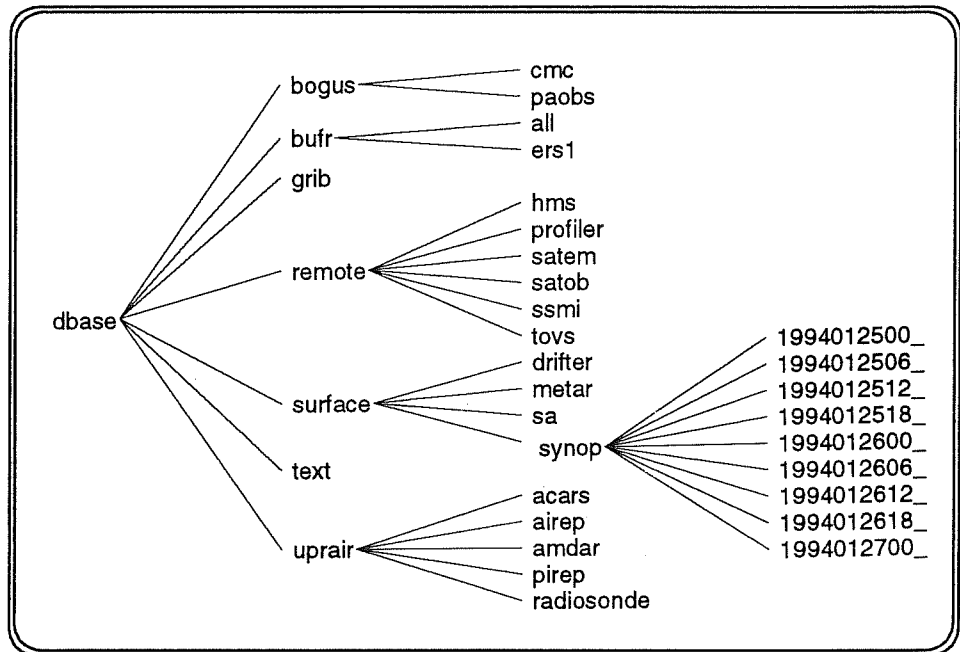 dbase
bogus
bufr
grib
remote
surface
text
uprair
cmc
paobs
all
ers1
hms
profiler
satem
satob
ssmi
tovs
drifter
metar
sa
synop
acars
airep
amdar
pirep
radiosonde
1994012500_
1994012506_
1994012512_
1994012518_
1994012600_
1994012606_
1994012612_
1994012618_
1994012700_